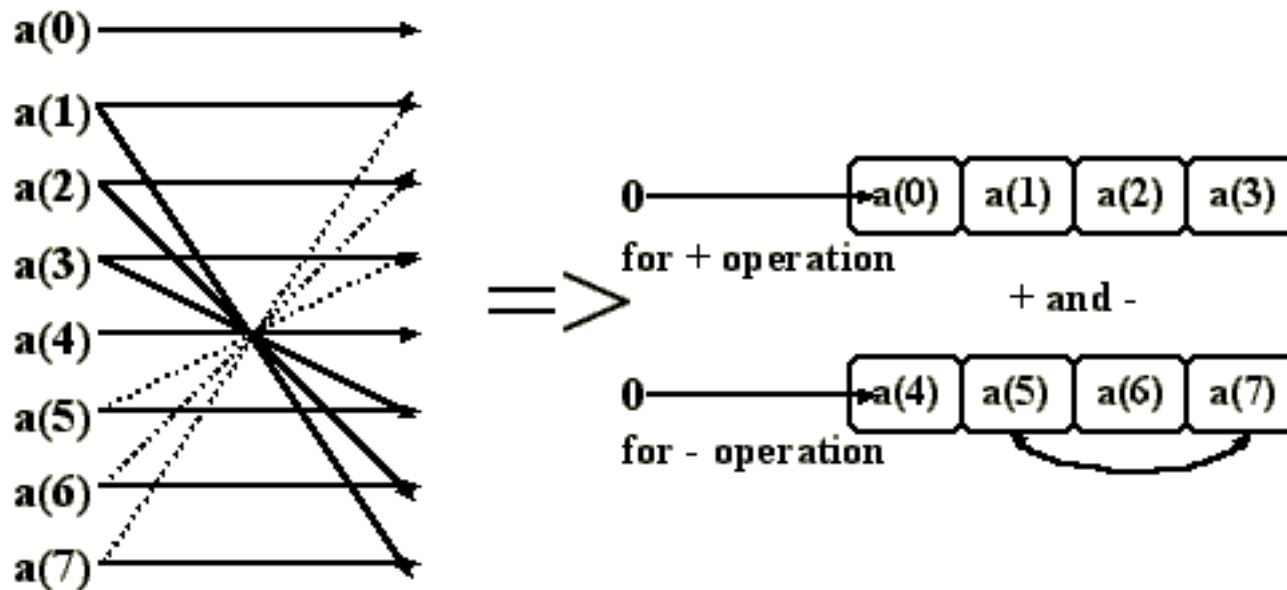 a(0)
a(1)
a(2)
a(3)
a(4)
a(5)
a(6)
a(7)
=>
0 a(0) a(1) a(2) a(3)
for + operation
+ and -
0 a(4) a(5) a(6) a(7)
for - operation